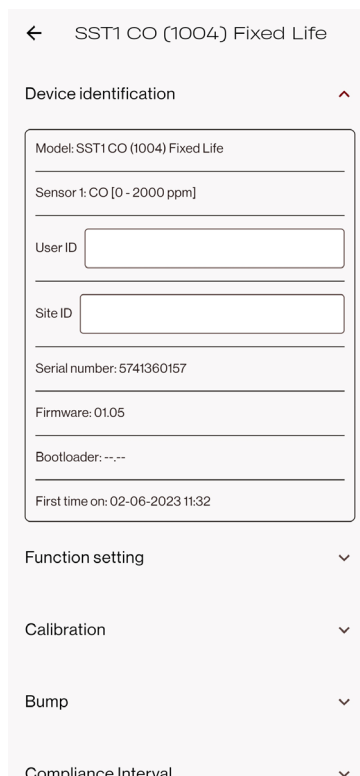 SST1 CO (1004) Fixed Life
Device identification
Model: SST1 CO (1004) Fixed Life
Sensor 1: CO [0 - 2000 ppm]
User ID
Site ID
Serial number: 5741360157
Firmware: 01.05
Bootloader: --.--
First time on: 02-06-2023 11:32
Function setting
Calibration
Bump
Compliance Interval